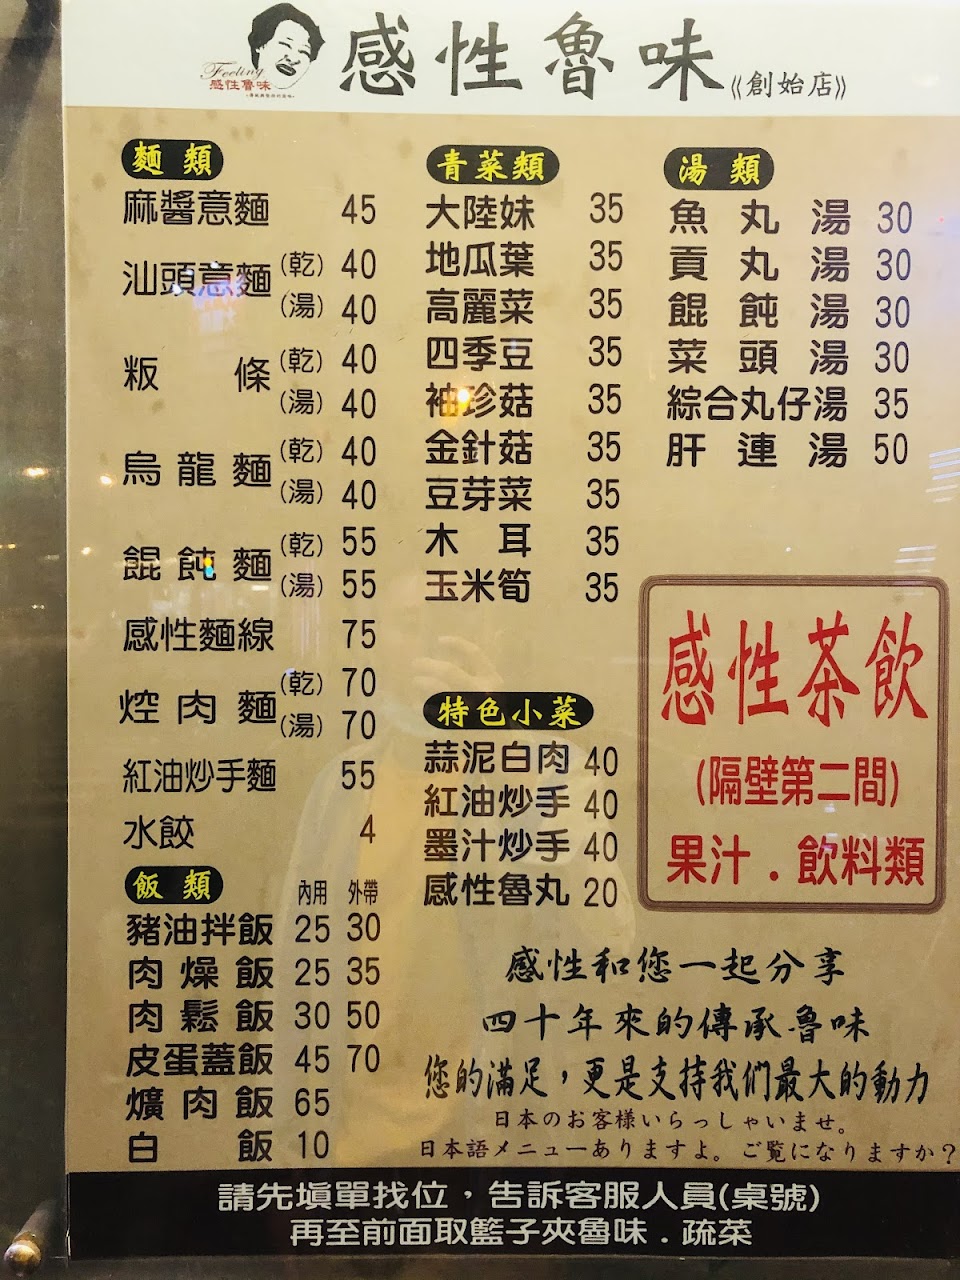 Feeling
感性魯味
感性魯味《創始店》
麵類
麻醬意麵 45
汕頭意麵 (乾) 40
(湯) 40
粄條 (乾) 40
(湯) 40
烏龍麵 (乾) 40
(湯) 40
餛飩麵 (乾) 55
(湯) 55
感性麵線 75
焢肉麵 (乾) 70
(湯) 70
紅油炒手麵 55
水餃 4
飯類 內用 外帶
豬油拌飯 25 30
肉燥飯 25 35
肉鬆飯 30 50
皮蛋蓋飯 45 70
爌肉飯 65
白飯 10
青菜類
大陸妹 35
地瓜葉 35
高麗菜 35
四季豆 35
袖珍菇 35
金針菇 35
豆芽菜 35
木耳 35
玉米筍 35
特色小菜
蒜泥白肉 40
紅油炒手 40
墨汁炒手 40
感性魯丸 20
湯類
魚丸湯 30
貢丸湯 30
餛飩湯 30
菜頭湯 30
綜合丸仔湯 35
肝連湯 50
感性茶飲
(隔壁第二間)
果汁．飲料類
感性和您一起分享
四十年來的傳承魯味
您的滿足，更是支持我們最大的動力
日本のお客様いらっしゃいませ。
日本語メニューありますよ。ご覧になりますか？
請先填單找位，告訴客服人員(桌號)
再至前面取籃子夾魯味．疏菜